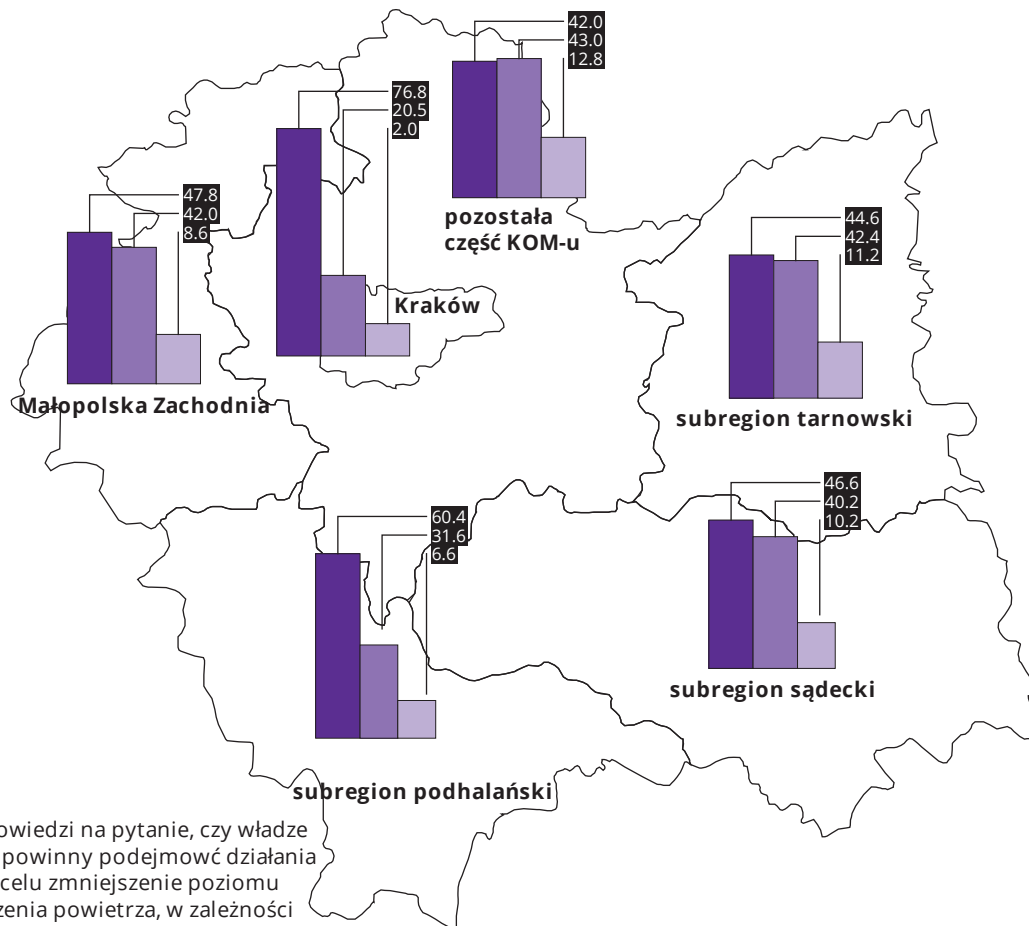 42.0
43.0
12.8
pozostała
część KOM-u
76.8
20.5
2.0
Kraków
47.8
42.0
8.6
Małopolska Zachodnia
44.6
42.4
11.2
subregion tarnowski
60.4
31.6
6.6
subregion podhalański
46.6
40.2
10.2
subregion sądecki
owiedzi na pytanie, czy władze
powinny podejmowć działania
celu zmniejszenie poziomu
zenia powietrza, w zależności